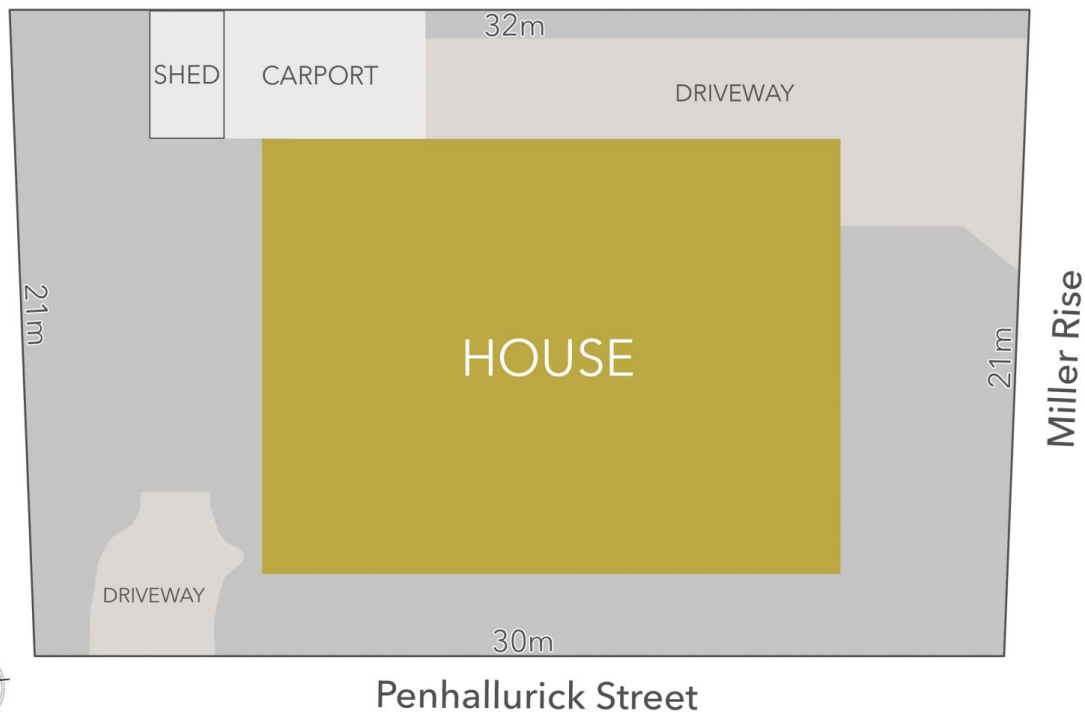 32m
SHED
CARPORT
DRIVEWAY
21m
HOUSE
21m
Miller Rise
DRIVEWAY
30m
Penhallurick Street